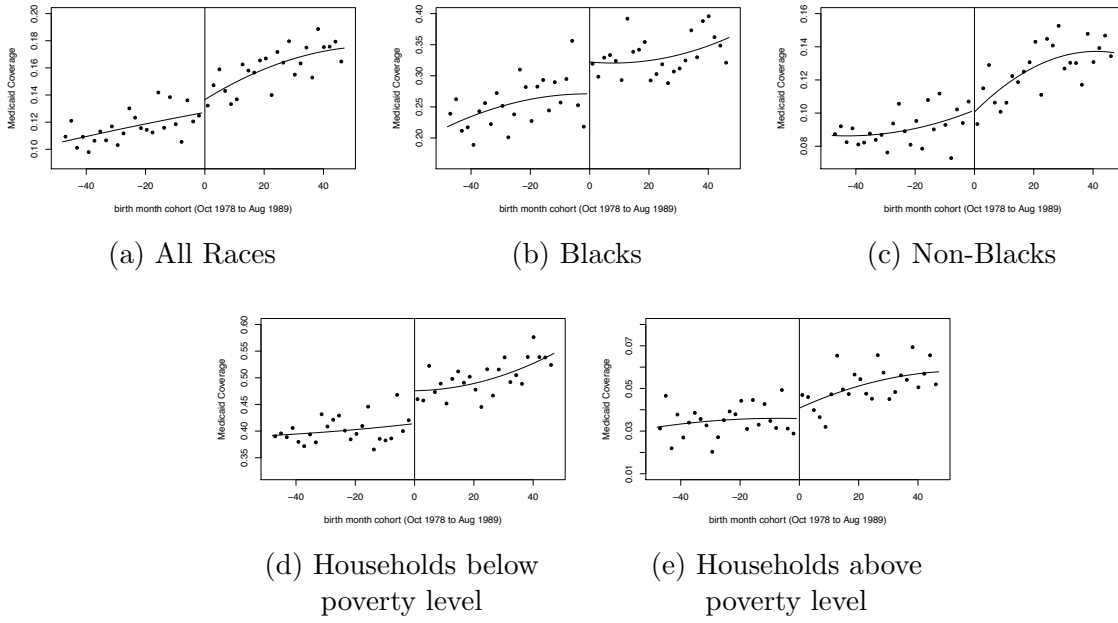 0.10 0.12 0.14 0.16 0.18 0.20
Medicaid Coverage
−40 −20 0 20 40
birth month cohort (Oct 1978 to Aug 1989)
(a) All Races
0.20 0.25 0.30 0.35 0.40
Medicaid Coverage
−40 −20 0 20 40
birth month cohort (Oct 1978 to Aug 1989)
(b) Blacks
0.08 0.10 0.12 0.14 0.16
Medicaid Coverage
−40 −20 0 20 40
birth month cohort (Oct 1978 to Aug 1989)
(c) Non-Blacks
0.35 0.40 0.45 0.50 0.55 0.60
Medicaid Coverage
−40 −20 0 20 40
birth month cohort (Oct 1978 to Aug 1989)
(d) Households below
poverty level
0.01 0.03 0.05 0.07
Medicaid Coverage
−40 −20 0 20 40
birth month cohort (Oct 1978 to Aug 1989)
(e) Households above
poverty level